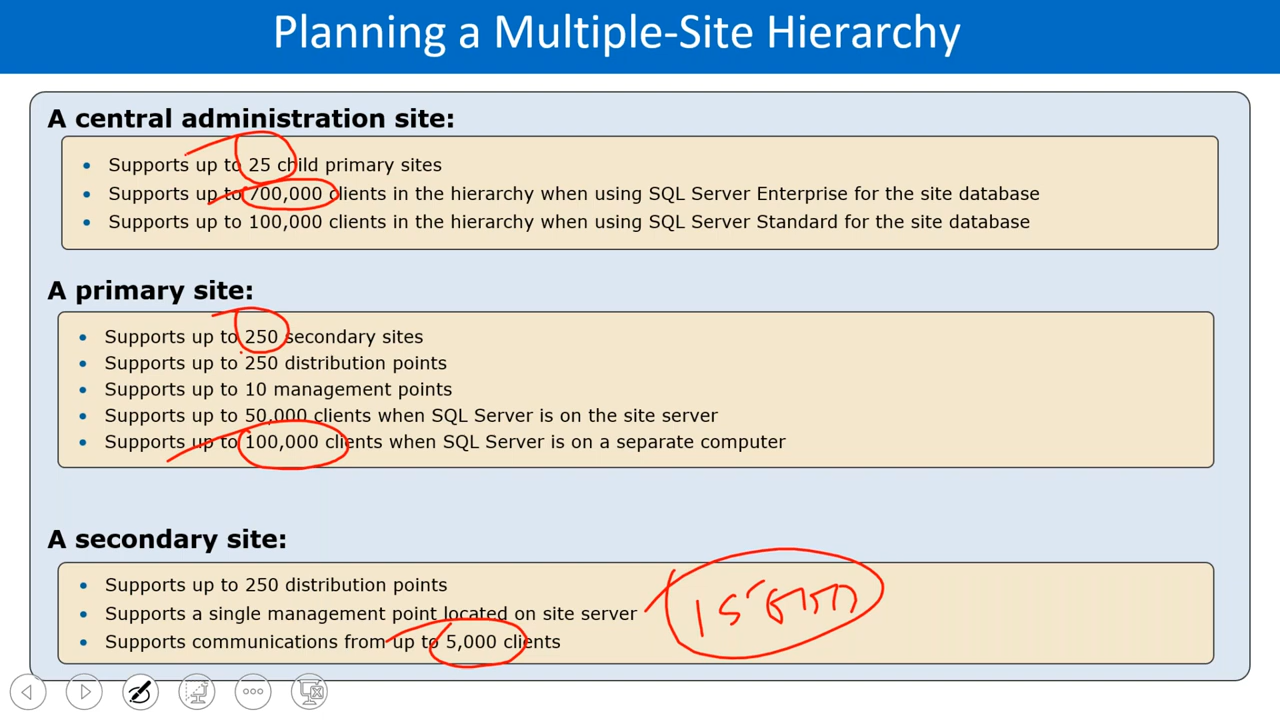 Planning a Multiple-Site Hierarchy
A central administration site:
• Supports up to 25 child primary sites
• Supports up to 700,000 clients in the hierarchy when using SQL Server Enterprise for the site database
• Supports up to 100,000 clients in the hierarchy when using SQL Server Standard for the site database
A primary site:
• Supports up to 250 secondary sites
• Supports up to 250 distribution points
• Supports up to 10 management points
• Supports up to 50,000 clients when SQL Server is on the site server
• Supports up to 100,000 clients when SQL Server is on a separate computer
A secondary site:
• Supports up to 250 distribution points
• Supports a single management point located on site server
• Supports communications from up to 5,000 clients